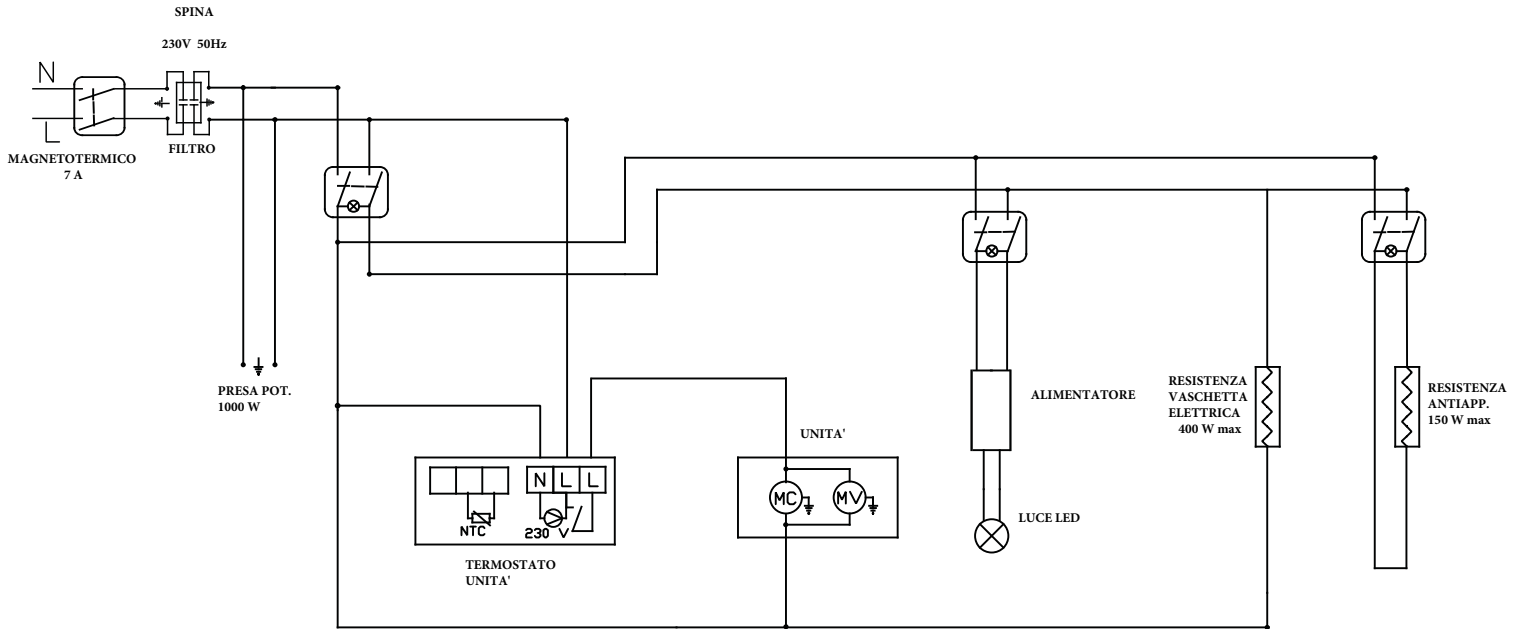 SPINA
230V 50Hz
N
L
MAGNETOTERMICO
7 A
FILTRO
PRESA POT.
1000 W
ALIMENTATORE
RESISTENZA
VASCHETTA
ELETTRICA
400 W max
RESISTENZA
ANTIAPP.
150 W max
UNITA'
N L L
NTC
230 V
MC MV
LUCE LED
TERMOSTATO
UNITA'